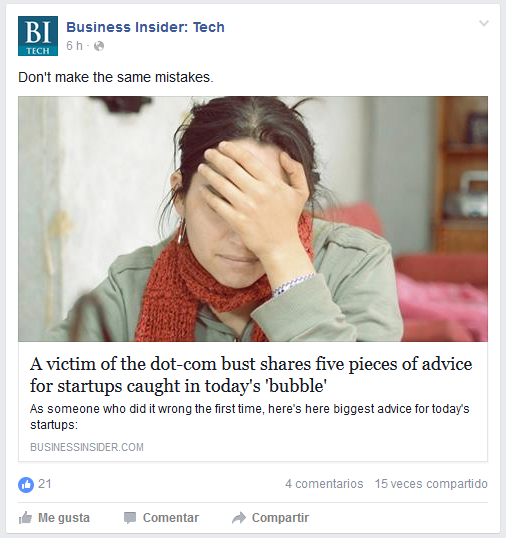 BI
TECH
Business Insider: Tech
6 h ·
Don't make the same mistakes.
A victim of the dot-com bust shares five pieces of advice
for startups caught in today's 'bubble'
As someone who did it wrong the first time, here's here biggest advice for today's
startups:
BUSINESSINSIDER.COM
21
4 comentarios 15 veces compartido
Me gusta Comentar Compartir